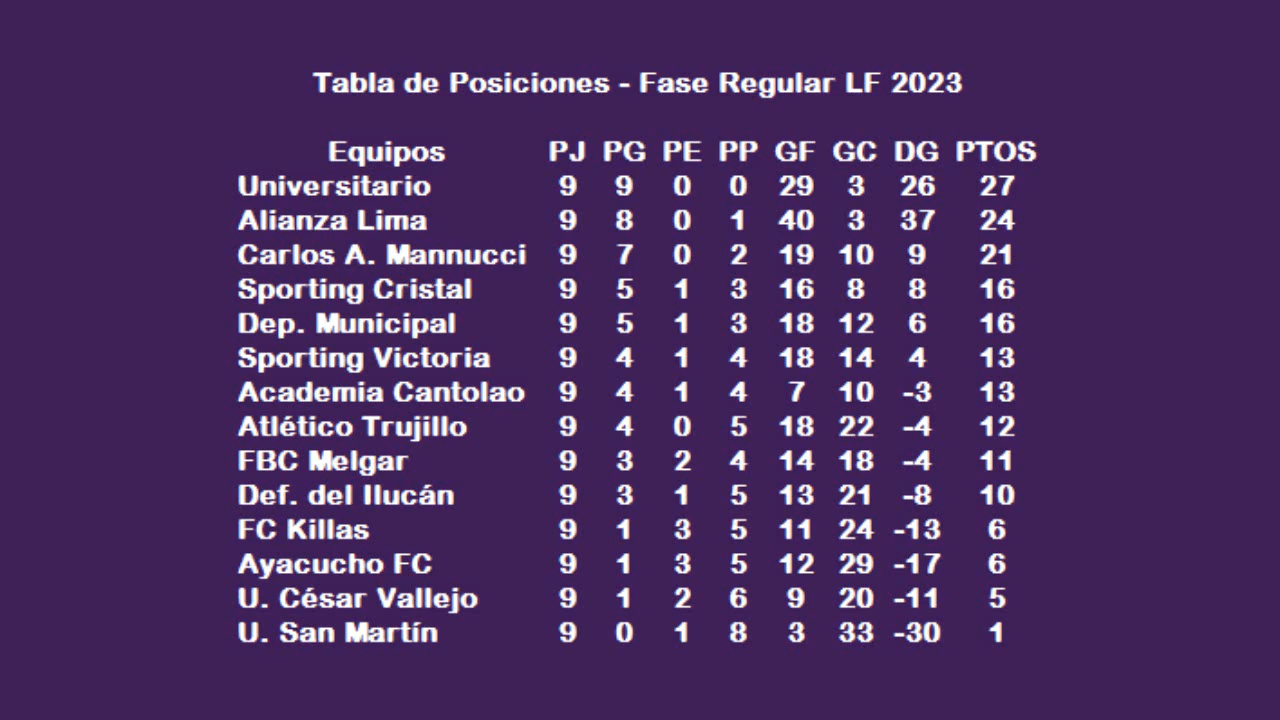 Tabla de Posiciones - Fase Regular LF 2023
Equipos PJ PG PE PP GF GC DG PTOS
Universitario 9 9 0 0 29 3 26 27
Alianza Lima 9 8 0 1 40 3 37 24
Carlos A. Mannucci 9 7 0 2 19 10 9 21
Sporting Cristal 9 5 1 3 16 8 8 16
Dep. Municipal 9 5 1 3 18 12 6 16
Sporting Victoria 9 4 1 4 18 14 4 13
Academia Cantolao 9 4 1 4 7 10 -3 13
Atlético Trujillo 9 4 0 5 18 22 -4 12
FBC Melgar 9 3 2 4 14 18 -4 11
Def. del Ilucán 9 3 1 5 13 21 -8 10
FC Killas 9 1 3 5 11 24 -13 6
Ayacucho FC 9 1 3 5 12 29 -17 6
U. César Vallejo 9 1 2 6 9 20 -11 5
U. San Martín 9 0 1 8 3 33 -30 1